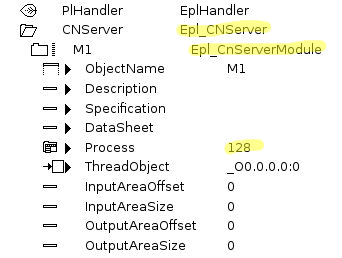 PlHandler EplHandler
CNServer Epl_CNServer
M1 Epl_CnServerModule
ObjectName M1
Description
Specification
DataSheet
Process 128
ThreadObject _O0.0.0.0:0
InputAreaOffset 0
InputAreaSize 0
OutputAreaOffset 0
OutputAreaSize 0